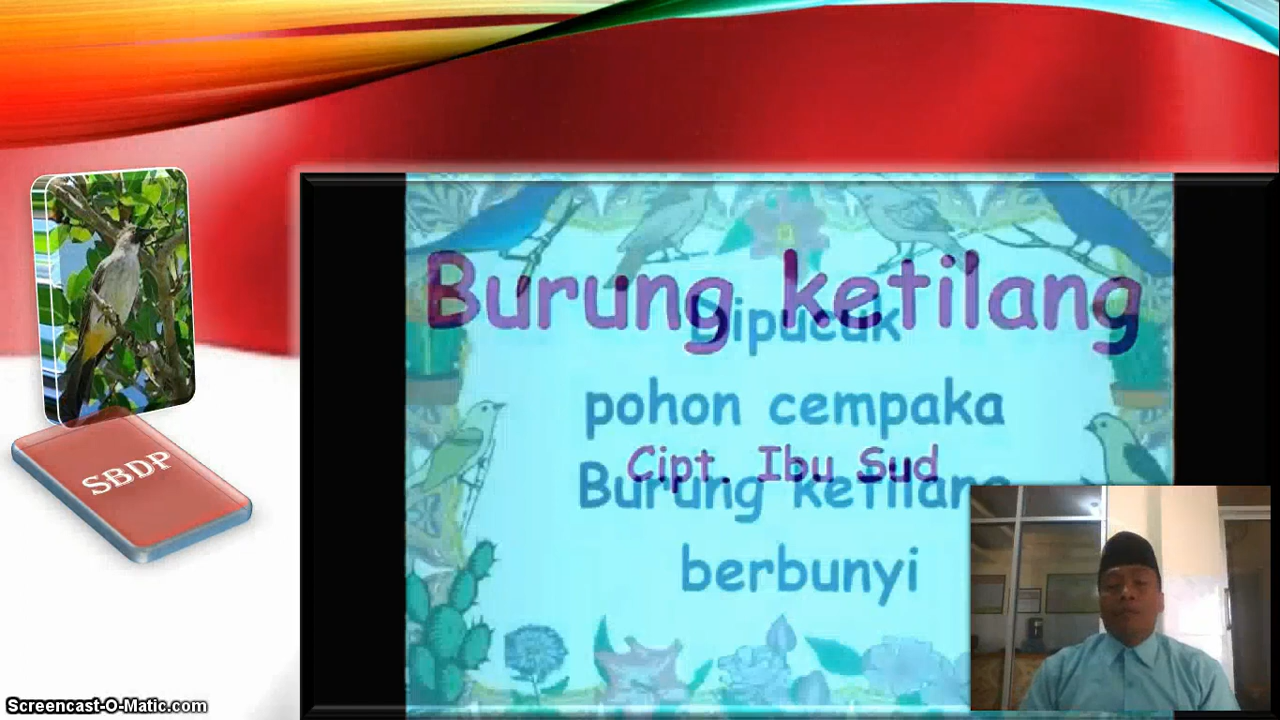 Burung ketilang
Dipucuk
pohon cempaka
Cipt. Ibu Sud
Burung ketilang
berbunyi
SBDP
Screencast-O-Matic.com